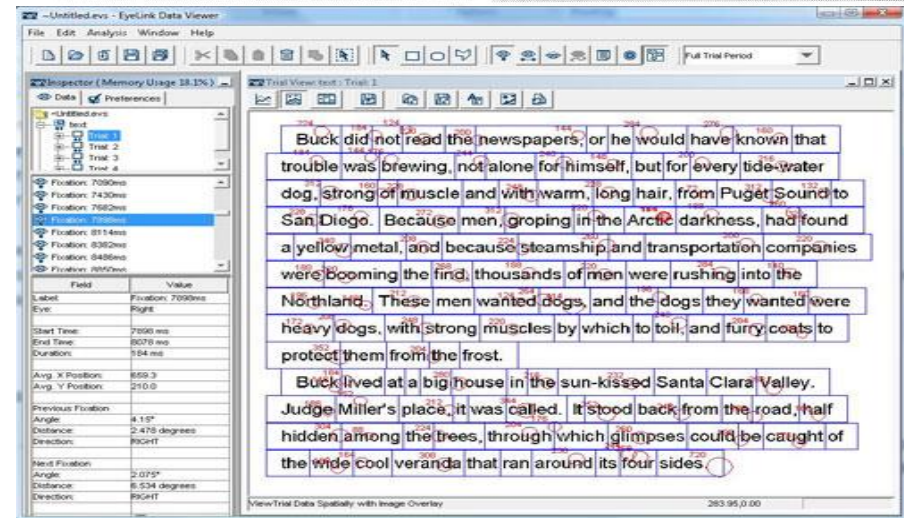 ~Untitled.evs - EyeLink Data Viewer
File Edit Analysis Window Help
Full Trial Period
Inspector (Memory Usage 18.1%)
Data Preferences
~Untitled.evs
text
Trial 1
Trial 2
Trial 3
Trial 4
Fixation: 7090ms
Fixation: 7430ms
Fixation: 7682ms
Fixation: 7898ms
Fixation: 8114ms
Fixation: 8382ms
Fixation: 8486ms
Fixation: 8850ms
Field Value
Label: Fixation: 7898ms
Eye: Right
Start Time: 7898 ms
End Time: 8078 ms
Duration: 184 ms
Avg. X Position: 659.3
Avg. Y Position: 210.0
Previous Fixation
Angle: 4.15°
Distance: 2.478 degrees
Direction: RIGHT
Next Fixation
Angle: 2.075°
Distance: 6.534 degrees
Direction: RIGHT
Trial View: text : Trial: 1
Buck did not read the newspapers, or he would have known that
trouble was brewing, not alone for himself, but for every tide-water
dog, strong of muscle and with warm, long hair, from Puget Sound to
San Diego. Because men, groping in the Arctic darkness, had found
a yellow metal, and because steamship and transportation companies
were booming the find, thousands of men were rushing into the
Northland. These men wanted dogs, and the dogs they wanted were
heavy dogs, with strong muscles by which to toil, and furry coats to
protect them from the frost.
Buck lived at a big house in the sun-kissed Santa Clara Valley.
Judge Miller's place, it was called. It stood back from the road, half
hidden among the trees, through which glimpses could be caught of
the wide cool veranda that ran around its four sides.
View Trial Data Spatially with Image Overlay
283.95,0.00